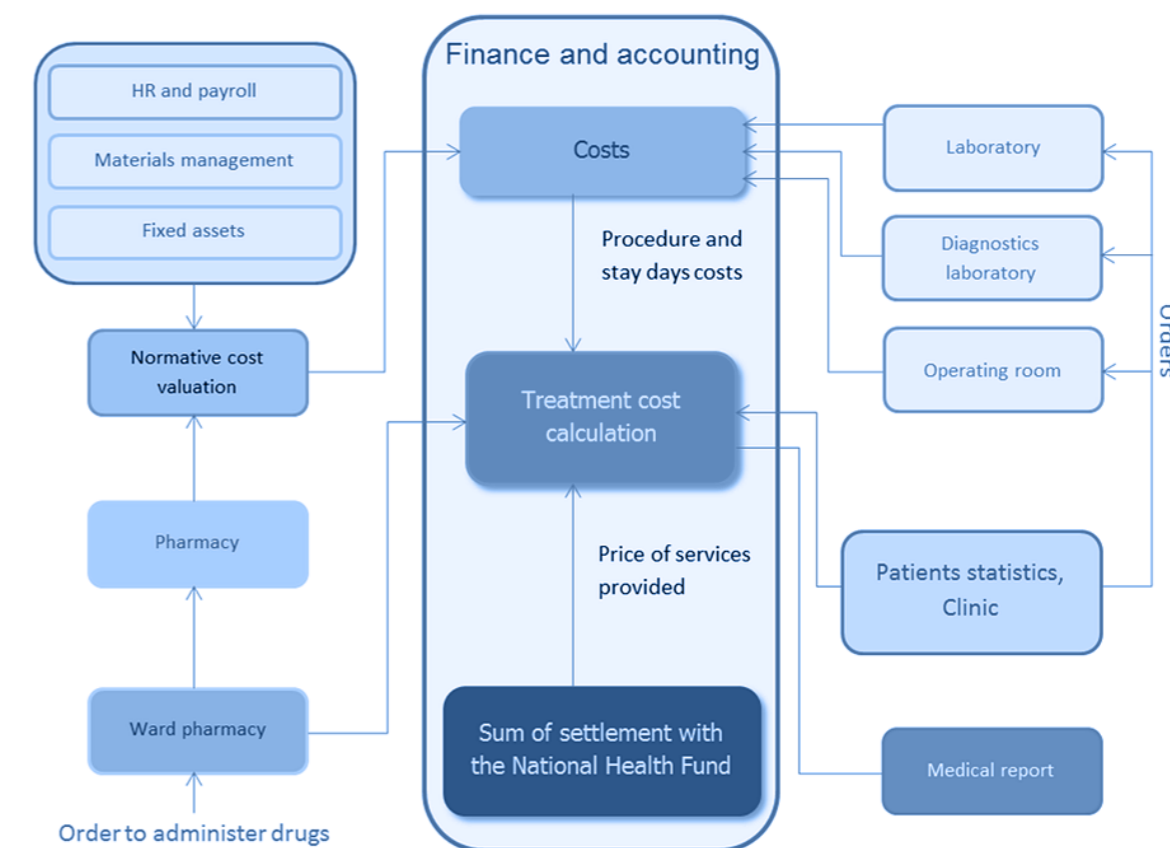 Finance and accounting
HR and payroll
Materials management
Fixed assets
Costs
Laboratory
Procedure and
stay days costs
Diagnostics
laboratory
Orders
Normative cost
valuation
Operating room
Treatment cost
calculation
Pharmacy
Price of services
provided
Patients statistics,
Clinic
Ward pharmacy
Sum of settlement with
the National Health Fund
Medical report
Order to administer drugs